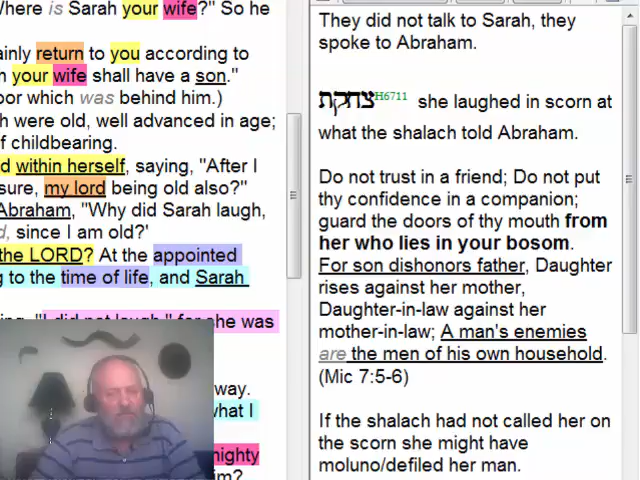 Where is Sarah your wife?" So he
ainly return to you according to
your wife shall have a son."
oor which was behind him.)
h were old, well advanced in age;
f childbearing.
d within herself, saying, "After I
sure, my lord being old also?"
Abraham, "Why did Sarah laugh,
d, since I am old?'
the LORD? At the appointed
g to the time of life, and Sarah
"I did not laugh," for she was
way.
what I
mighty
im?
They did not talk to Sarah, they
spoke to Abraham.
צחקת H6711 she laughed in scorn at
what the shalach told Abraham.
Do not trust in a friend; Do not put
thy confidence in a companion;
guard the doors of thy mouth from
her who lies in your bosom.
For son dishonors father, Daughter
rises against her mother,
Daughter-in-law against her
mother-in-law; A man's enemies
are the men of his own household.
(Mic 7:5-6)
If the shalach had not called her on
the scorn she might have
moluno/defiled her man.